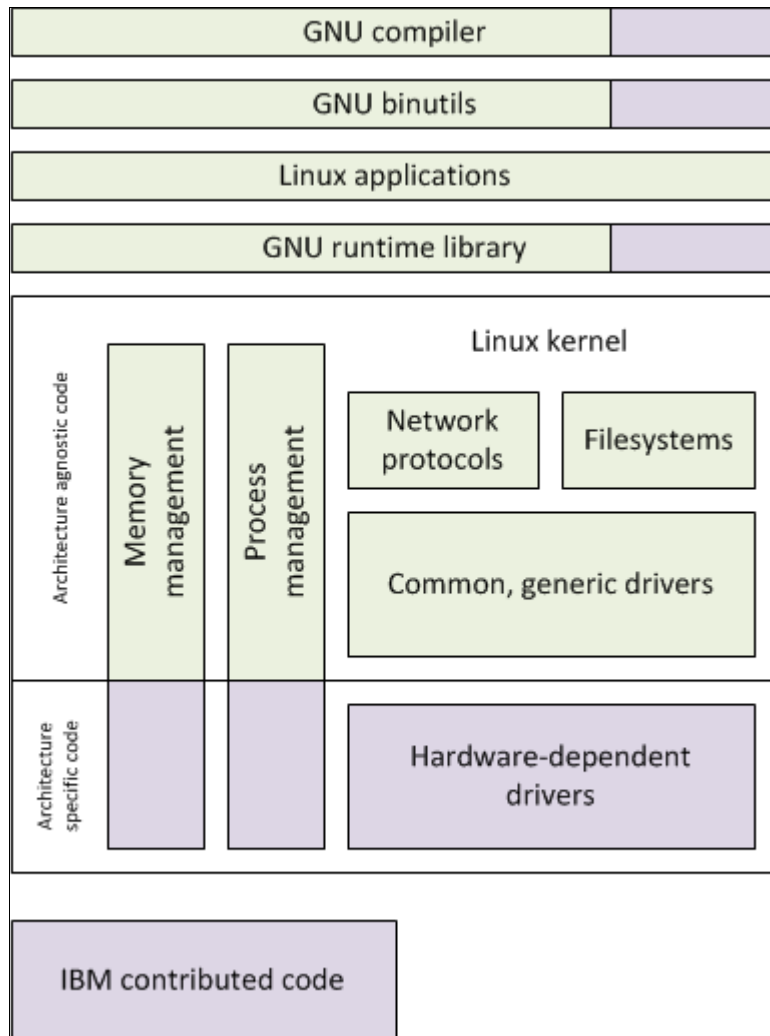 GNU compiler
GNU binutils
Linux applications
GNU runtime library
Linux kernel
Architecture agnostic code
Memory
management
Process
management
Network
protocols
Filesystems
Common, generic drivers
Architecture
specific code
Hardware-dependent
drivers
IBM contributed code